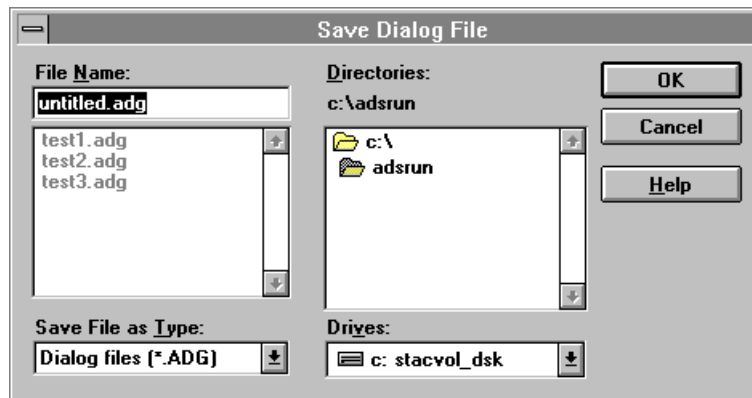 Save Dialog File
File Name:
untitled.adg
test1.adg
test2.adg
test3.adg
Save File as Type:
Dialog files (*.ADG)
Directories:
c:\adsrun
c:\
adsrun
Drives:
c: stacvol_dsk
OK
Cancel
Help